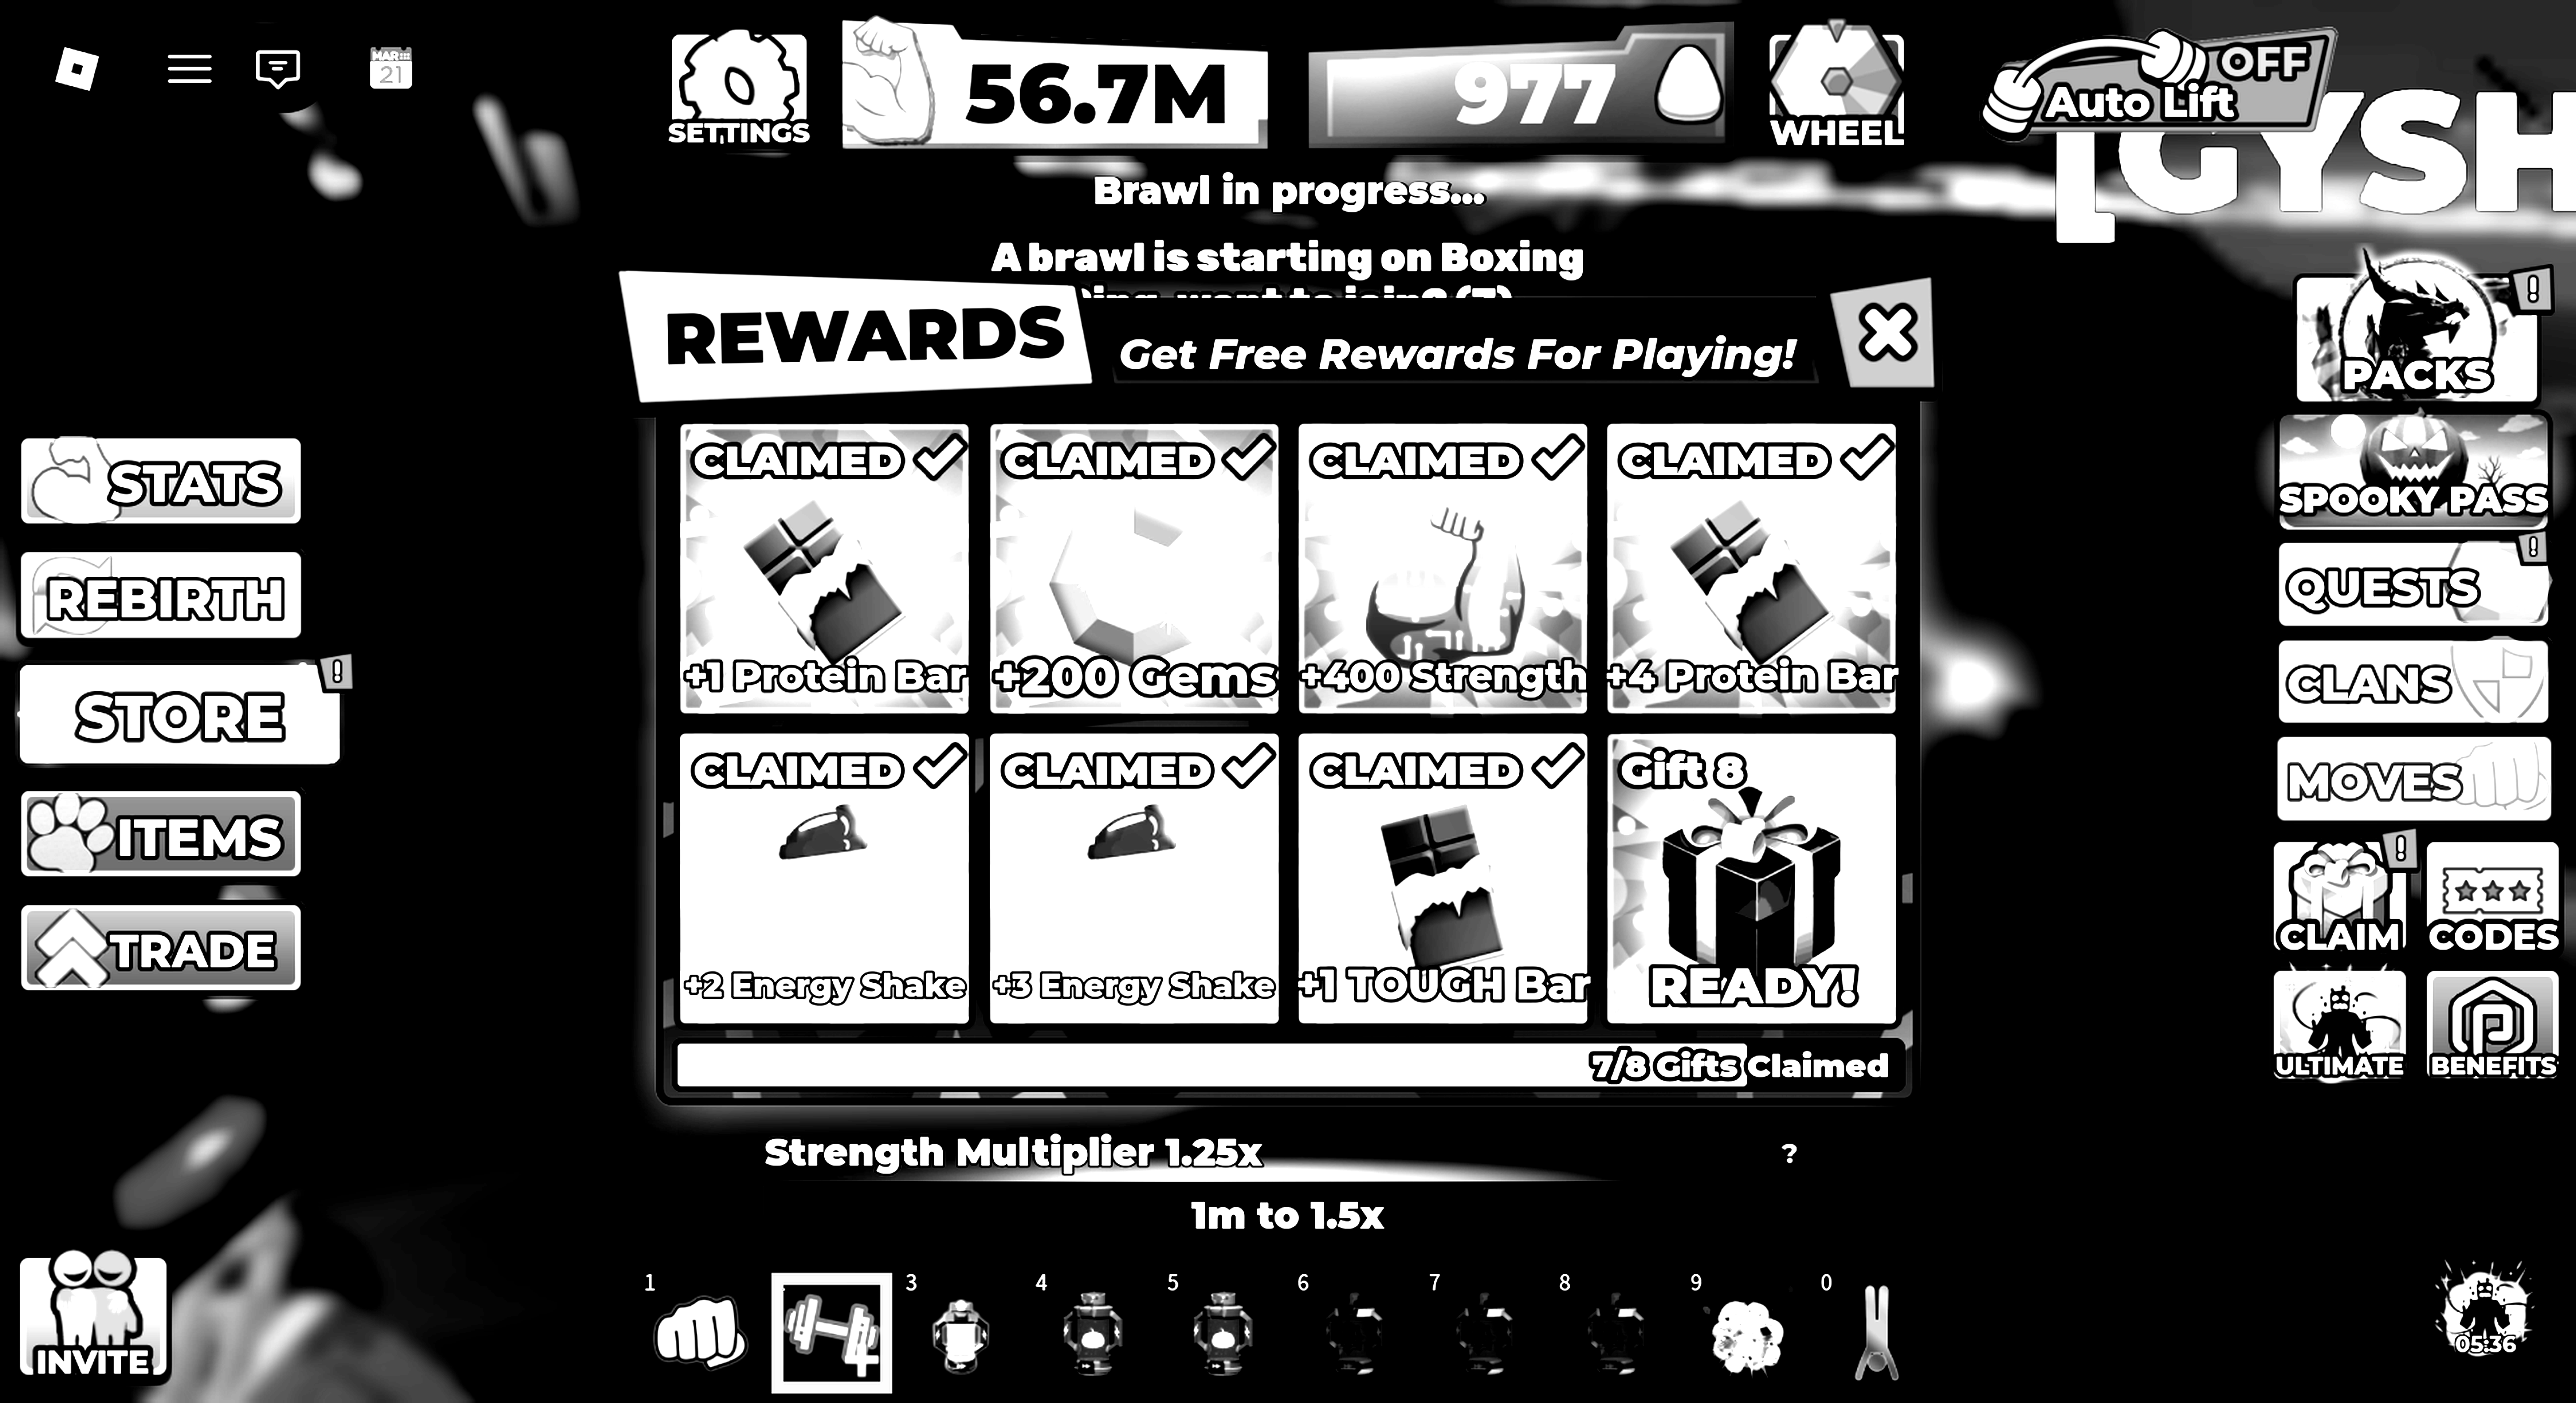 MAR
21
SETTINGS
56.7M
977
WHEEL
OFF
Auto Lift
[GYSH
Brawl in progress...
A brawl is starting on Boxing
REWARDS
Get Free Rewards For Playing!
CLAIMED
+1 Protein Bar
CLAIMED
+200 Gems
CLAIMED
+400 Strength
CLAIMED
+4 Protein Bar
CLAIMED
+2 Energy Shake
CLAIMED
+3 Energy Shake
CLAIMED
+1 TOUGH Bar
Gift 8
READY!
7/8 Gifts Claimed
STATS
REBIRTH
!
STORE
ITEMS
TRADE
INVITE
!
PACKS
SPOOKY PASS
!
QUESTS
CLANS
MOVES
!
CLAIM
CODES
ULTIMATE
BENEFITS
Strength Multiplier 1.25x
?
1m to 1.5x
1
3
4
5
6
7
8
9
0
05:36